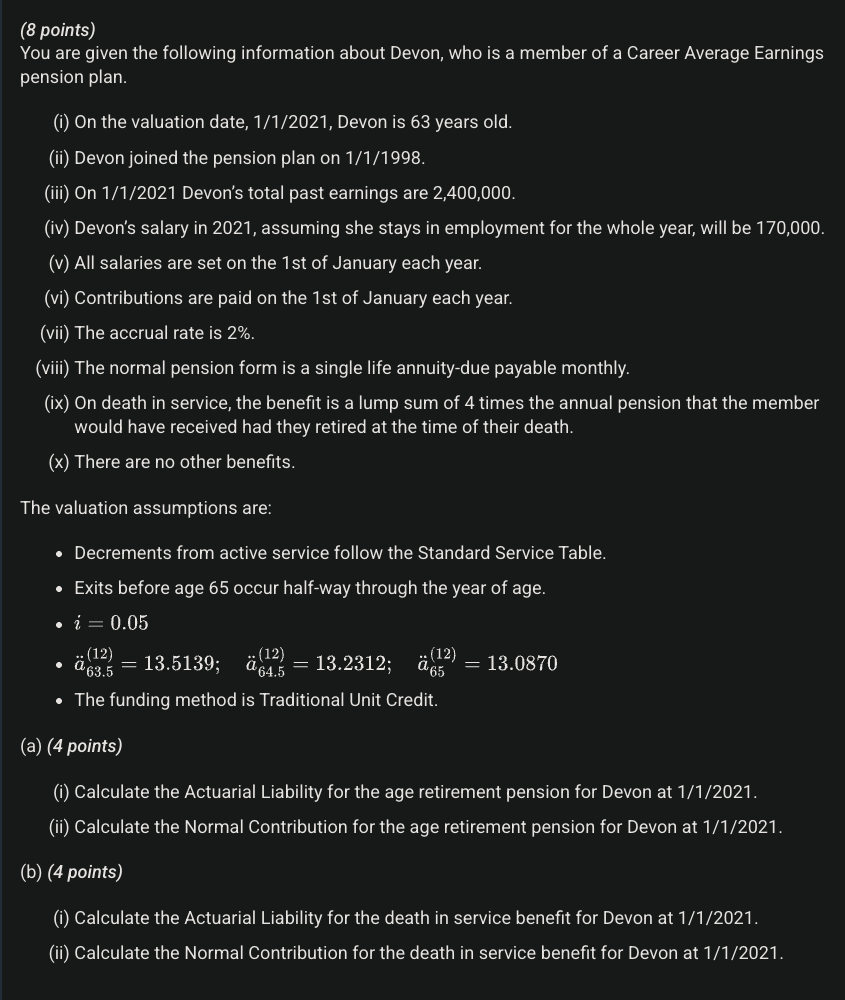 (8 points)
You are given the following information about Devon, who is a member of a Career Average Earnings
pension plan.
(i) On the valuation date, 1/1/2021, Devon is 63 years old.
(ii) Devon joined the pension plan on 1/1/1998.
(iii) On 1/1/2021 Devon's total past earnings are 2,400,000.
(iv) Devon's salary in 2021, assuming she stays in employment for the whole year, will be 170,000.
(v) All salaries are set on the 1st of January each year.
(vi) Contributions are paid on the 1st of January each year.
(vii) The accrual rate is 2%.
(viii) The normal pension form is a single life annuity-due payable monthly.
(ix) On death in service, the benefit is a lump sum of 4 times the annual pension that the member
would have received had they retired at the time of their death.
(x) There are no other benefits.
The valuation assumptions are:
• Decrements from active service follow the Standard Service Table.
• Exits before age 65 occur half-way through the year of age.
• i = 0.05
• ä_{63.5}^{(12)} = 13.5139; ä_{64.5}^{(12)} = 13.2312; ä_{65}^{(12)} = 13.0870
• The funding method is Traditional Unit Credit.
(a) (4 points)
(i) Calculate the Actuarial Liability for the age retirement pension for Devon at 1/1/2021.
(ii) Calculate the Normal Contribution for the age retirement pension for Devon at 1/1/2021.
(b) (4 points)
(i) Calculate the Actuarial Liability for the death in service benefit for Devon at 1/1/2021.
(ii) Calculate the Normal Contribution for the death in service benefit for Devon at 1/1/2021.